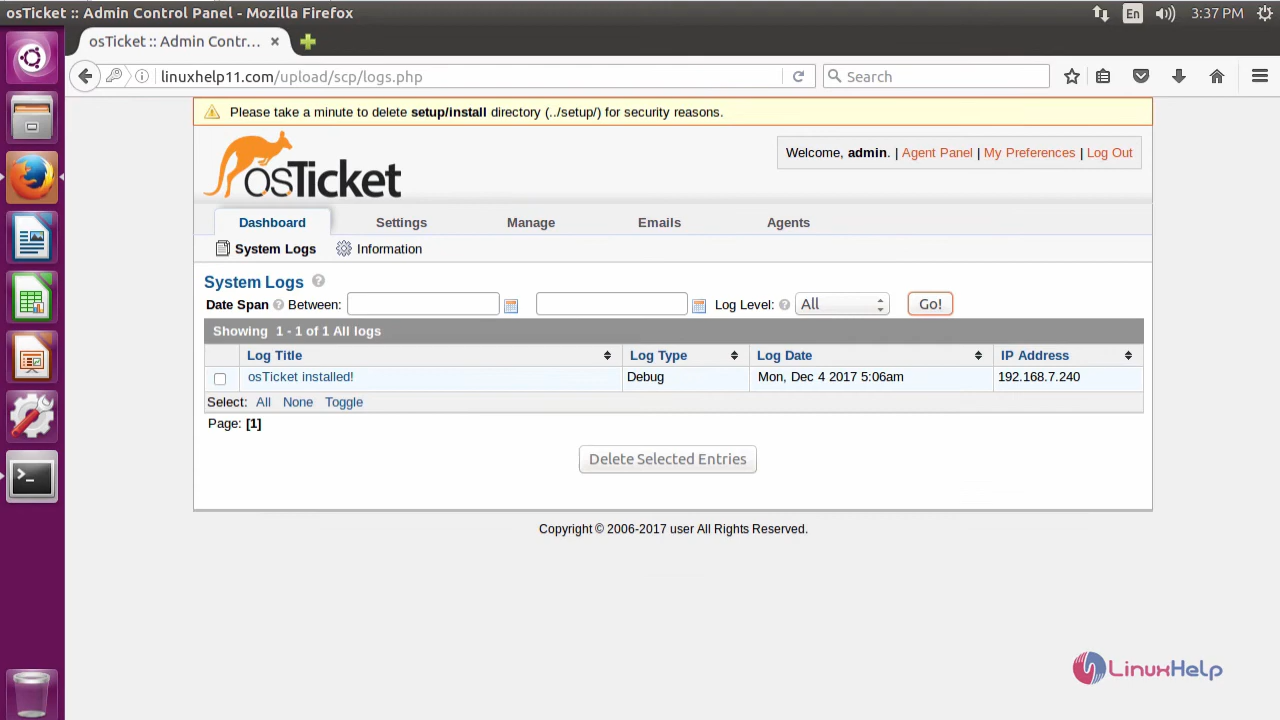 osTicket :: Admin Control Panel - Mozilla Firefox
En
3:37 PM
osTicket :: Admin Contr...
linuxhelp11.com/upload/scp/logs.php
Search
Please take a minute to delete setup/install directory (../setup/) for security reasons.
osTicket
Welcome, admin. | Agent Panel | My Preferences | Log Out
Dashboard Settings Manage Emails Agents
System Logs Information
System Logs ?
Date Span ? Between: Log Level: ? All Go!
Showing 1 - 1 of 1 All logs
Log Title Log Type Log Date IP Address
osTicket installed! Debug Mon, Dec 4 2017 5:06am 192.168.7.240
Select: All None Toggle
Page: [1]
Delete Selected Entries
Copyright © 2006-2017 user All Rights Reserved.
LinuxHelp